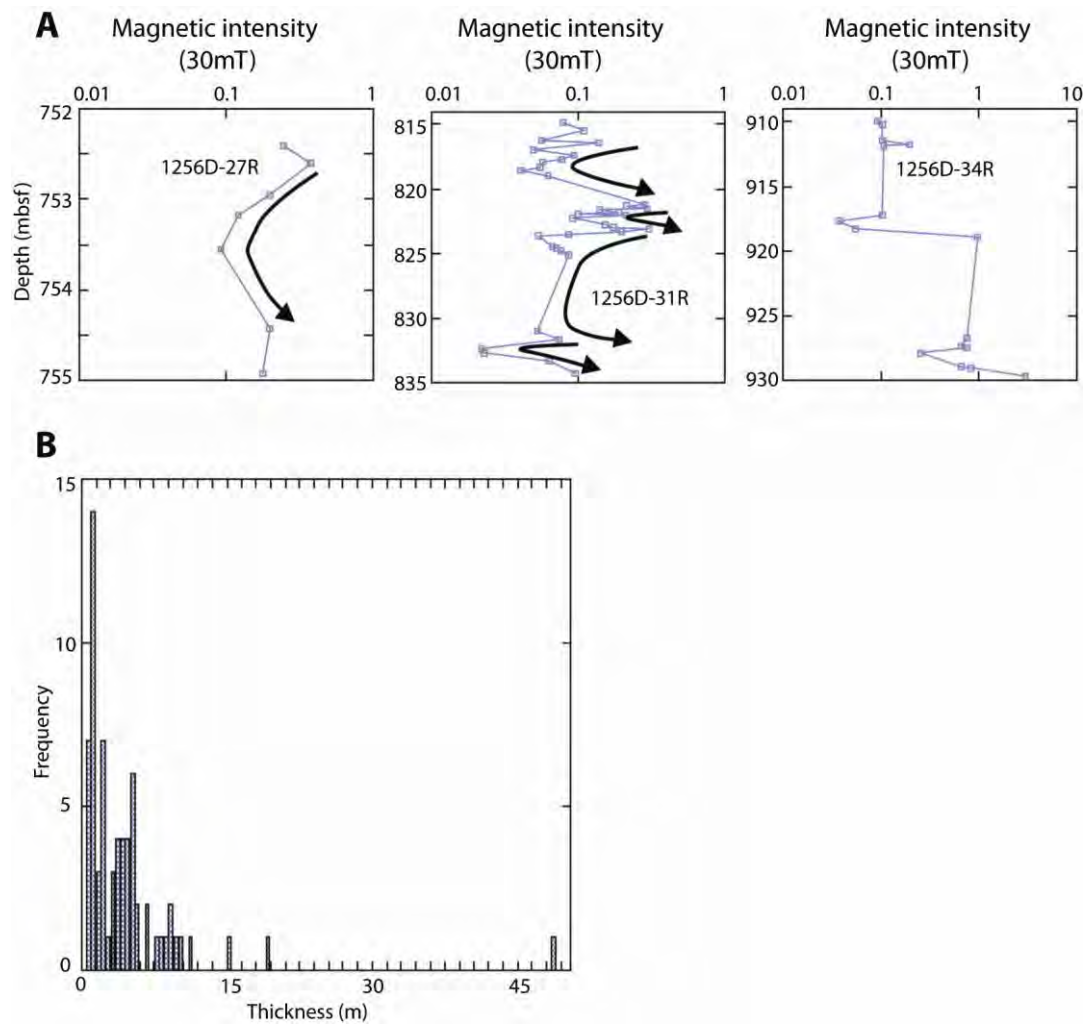 A
Magnetic intensity
(30mT)
0.01 0.1 1
752
753
754
755
Depth (mbsf)
1256D-27R
Magnetic intensity
(30mT)
0.01 0.1 1
815
820
825
830
835
1256D-31R
Magnetic intensity
(30mT)
0.01 0.1 1 10
910
915
920
925
930
1256D-34R
B
15
10
5
0
Frequency
0 15 30 45
Thickness (m)